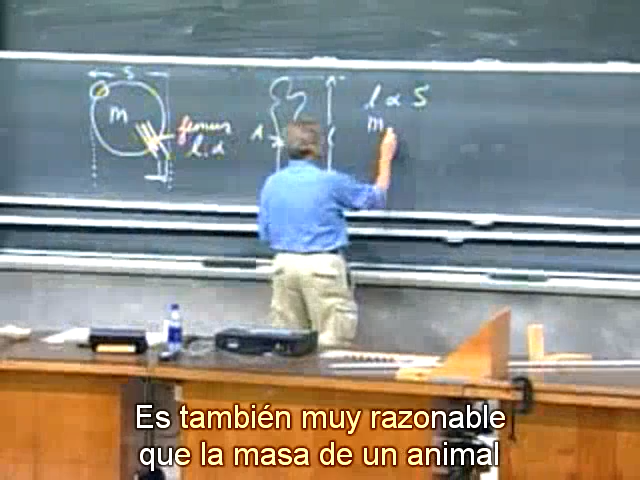 S
m
femur
l, d
d
l
l ∝ S
m
Es también muy razonable
que la masa de un animal